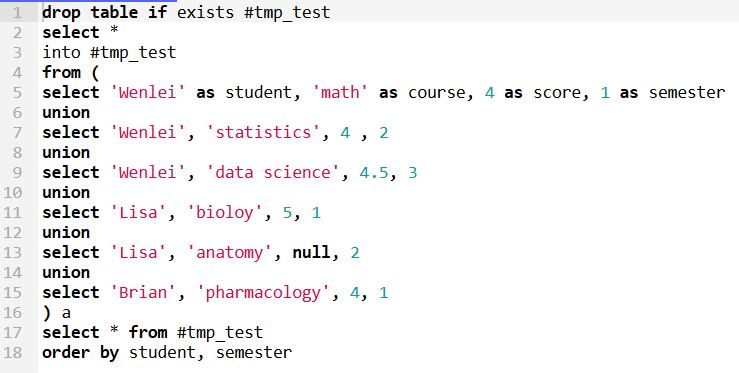 1 drop table if exists #tmp_test
2 select *
3 into #tmp_test
4 from (
5 select 'Wenlei' as student, 'math' as course, 4 as score, 1 as semester
6 union
7 select 'Wenlei', 'statistics', 4 , 2
8 union
9 select 'Wenlei', 'data science', 4.5, 3
10 union
11 select 'Lisa', 'bioloy', 5, 1
12 union
13 select 'Lisa', 'anatomy', null, 2
14 union
15 select 'Brian', 'pharmacology', 4, 1
16 ) a
17 select * from #tmp_test
18 order by student, semester